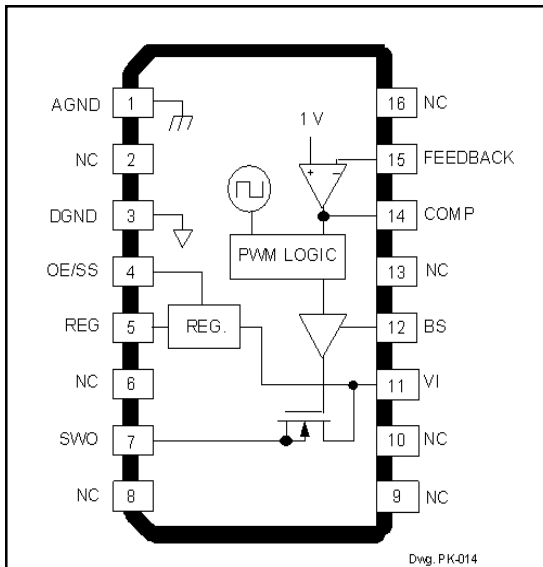 AGND 1
NC 2
DGND 3
OE/SS 4
REG 5
NC 6
SWO 7
NC 8
1 V
+ −
PWM LOGIC
REG.
16 NC
15 FEEDBACK
14 COMP
13 NC
12 BS
11 VI
10 NC
9 NC
Dwg. PK-014